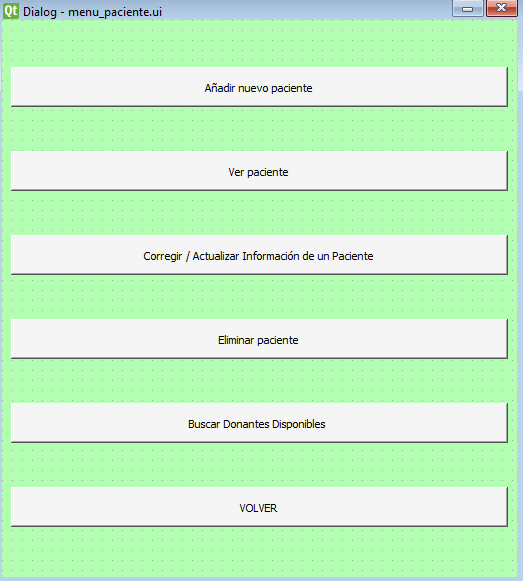 Qt Dialog - menu_paciente.ui
Añadir nuevo paciente
Ver paciente
Corregir / Actualizar Información de un Paciente
Eliminar paciente
Buscar Donantes Disponibles
VOLVER